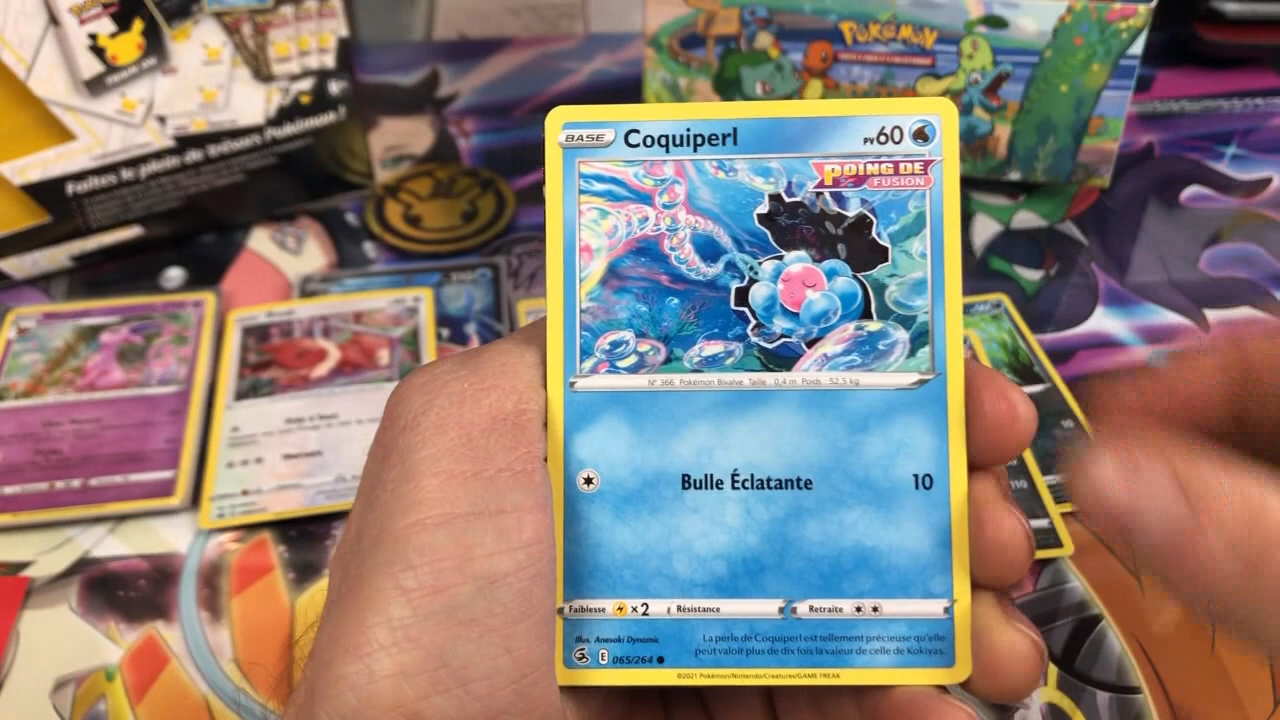 Faites le plein de trésors Pokémon !
POKÉMON
BASE Coquiperl PV60
POING DE
FUSION
N° 366 Pokémon Bivalve Taille : 0,4 m Poids : 52,5 kg
Bulle Éclatante 10
Faiblesse ×2 Résistance Retraite
Illus. Anesaki Dynamic
La perle de Coquiperl est tellement précieuse qu'elle
peut valoir plus de dix fois la valeur de celle de Kokiyas.
E 065/264
©2021 Pokémon/Nintendo/Creatures/GAME FREAK